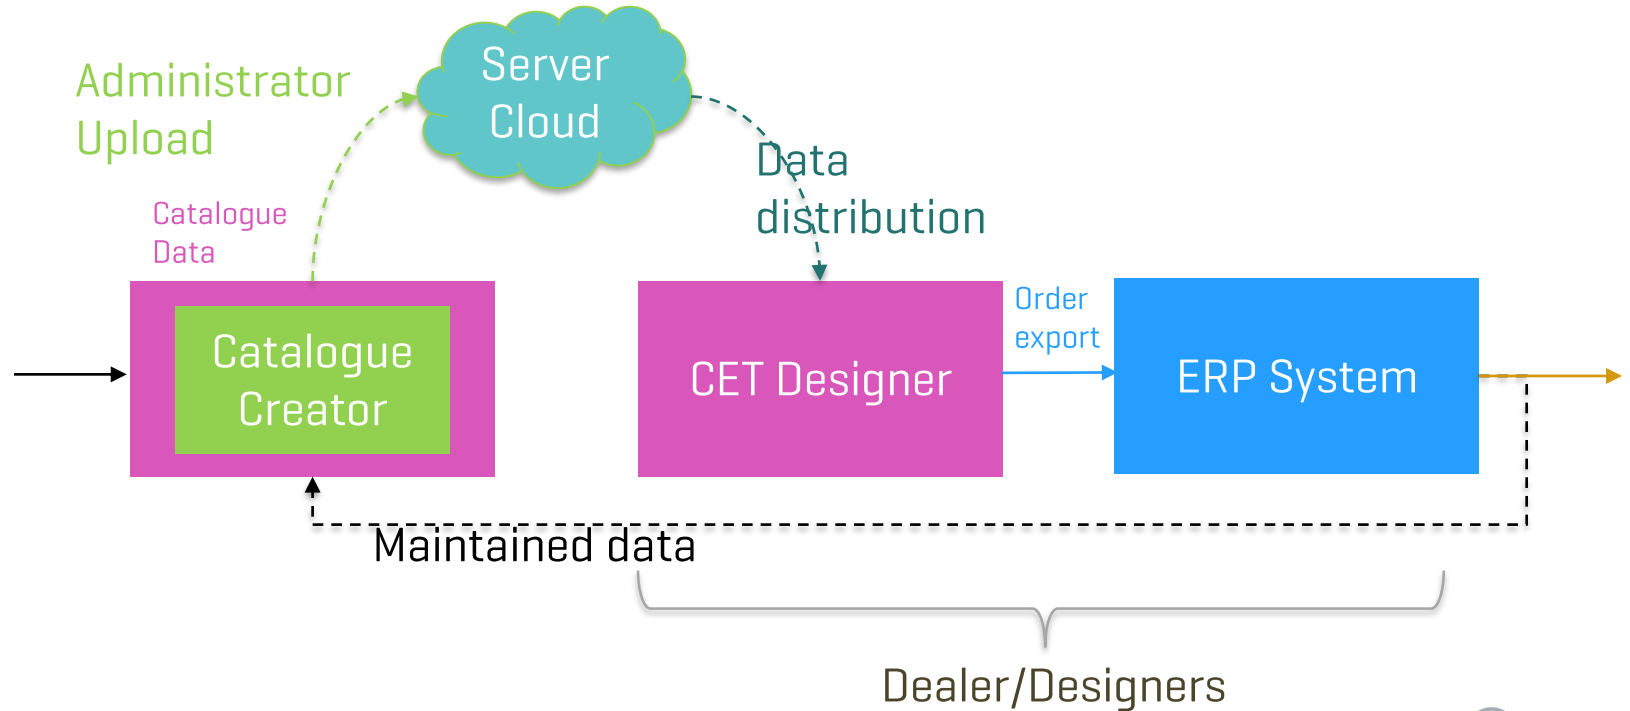 Administrator
Upload
Server
Cloud
Data
distribution
Catalogue
Data
Catalogue
Creator
CET Designer
Order
export
ERP System
Maintained data
Dealer/Designers